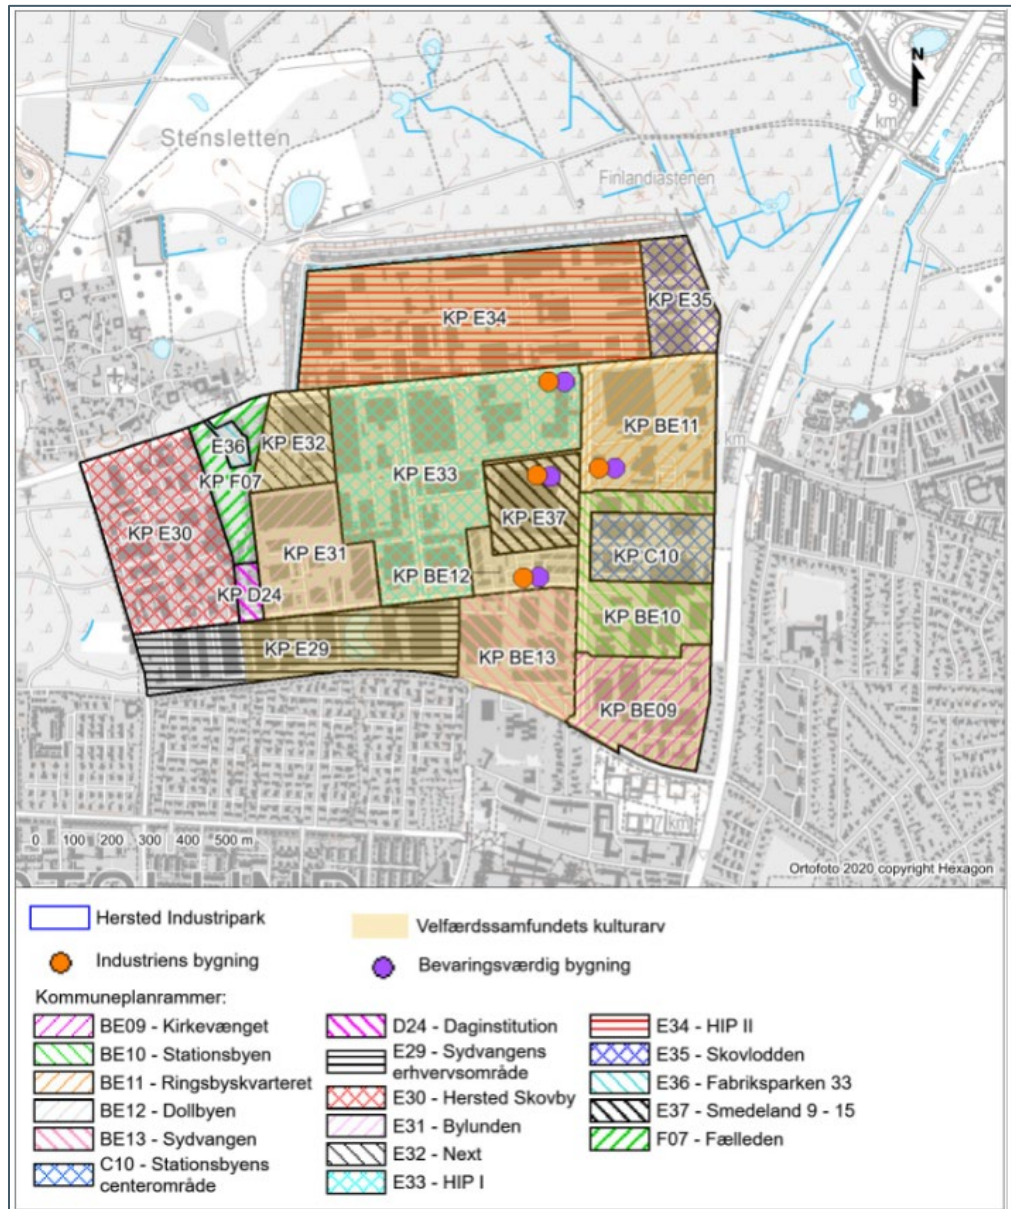 N
9
km
Stensletten
Finlandiastenen
KP E35
KP E34
KP E32
E36
KP BE11
km
KP F07
KP E33
KP E37
KP E30
KP E31
KP C10
KP BE12
KP D24
KP BE10
KP E29
KP BE13
KP BE09
7 km
0 100 200 300 400 500 m
Ortofoto 2020 copyright Hexagon
Hersted Industripark
Velfærdssamfundets kulturarv
Industriens bygning
Bevaringsværdig bygning
Kommuneplanrammer:
BE09 - Kirkevænget
BE10 - Stationsbyen
BE11 - Ringsbyskvarteret
BE12 - Dollbyen
BE13 - Sydvangen
C10 - Stationsbyens
centerområde
D24 - Daginstitution
E29 - Sydvangens
erhvervsområde
E30 - Hersted Skovby
E31 - Bylunden
E32 - Next
E33 - HIP I
E34 - HIP II
E35 - Skovlodden
E36 - Fabriksparken 33
E37 - Smedeland 9 - 15
F07 - Fælleden